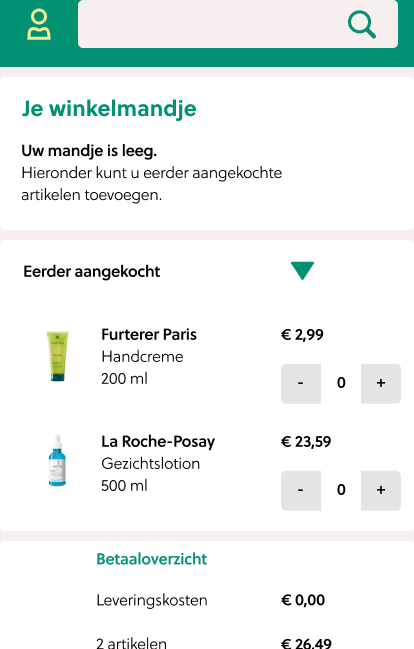 Je winkelmandje
Uw mandje is leeg.
Hieronder kunt u eerder aangekochte
artikelen toevoegen.
Eerder aangekocht
Furterer Paris
€ 2,99
Handcreme
200 ml
- 0 +
La Roche-Posay
€ 23,59
Gezichtslotion
500 ml
- 0 +
Betaaloverzicht
Leveringskosten
€ 0,00
2 artikelen
€ 26,49